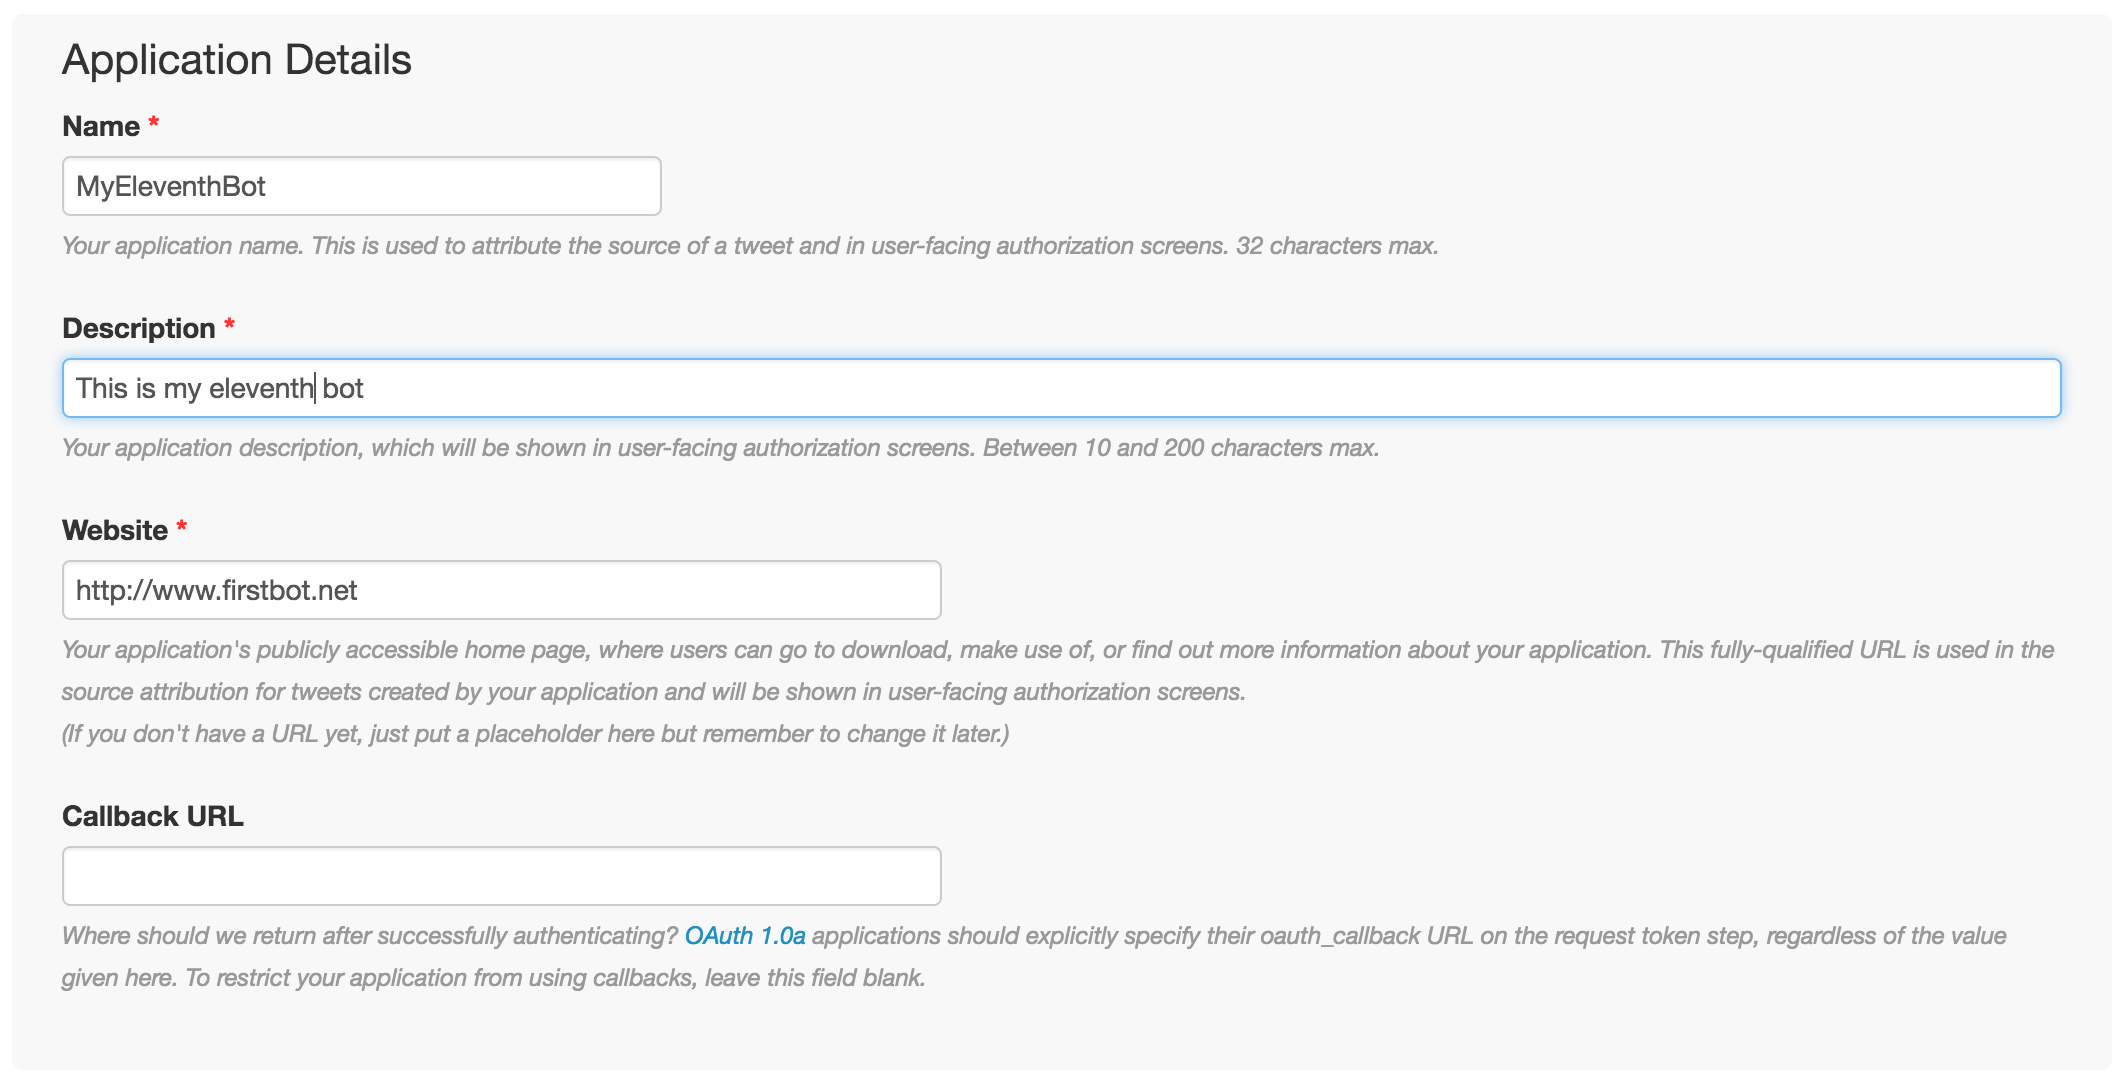 Application Details
Name *
MyEleventhBot
Your application name. This is used to attribute the source of a tweet and in user-facing authorization screens. 32 characters max.
Description *
This is my eleventh bot
Your application description, which will be shown in user-facing authorization screens. Between 10 and 200 characters max.
Website *
http://www.firstbot.net
Your application's publicly accessible home page, where users can go to download, make use of, or find out more information about your application. This fully-qualified URL is used in the
source attribution for tweets created by your application and will be shown in user-facing authorization screens.
(If you don't have a URL yet, just put a placeholder here but remember to change it later.)
Callback URL
Where should we return after successfully authenticating? OAuth 1.0a applications should explicitly specify their oauth_callback URL on the request token step, regardless of the value
given here. To restrict your application from using callbacks, leave this field blank.